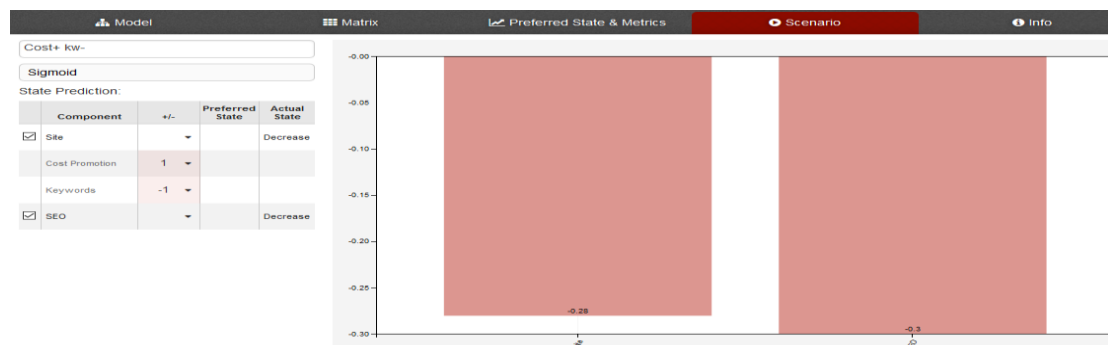 Model Matrix Preferred State & Metrics Scenario Info
Cost+ kw-
Sigmoid
State Prediction:
Component +/- Preferred State Actual State
Site Decrease
Cost Promotion 1
Keywords -1
SEO Decrease
-0.00
-0.05
-0.10
-0.15
-0.20
-0.25
-0.30
-0.28
-0.3